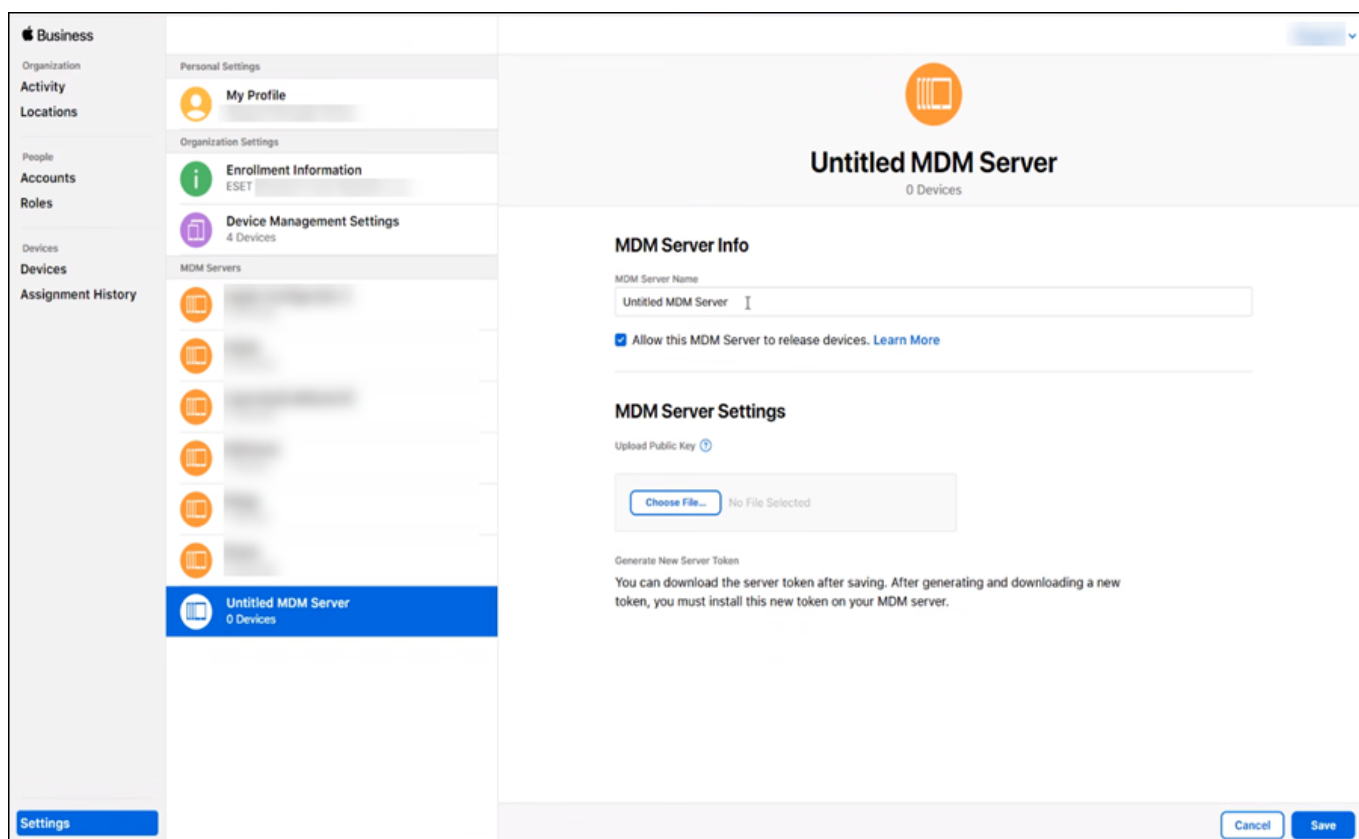 Business
Organization
Activity
Locations
People
Accounts
Roles
Devices
Devices
Assignment History
Settings
Personal Settings
My Profile
Organization Settings
Enrollment Information
ESET
Device Management Settings
4 Devices
MDM Servers
Untitled MDM Server
0 Devices
Untitled MDM Server
0 Devices
MDM Server Info
MDM Server Name
Untitled MDM Server
Allow this MDM Server to release devices. Learn More
MDM Server Settings
Upload Public Key ?
Choose File... No File Selected
Generate New Server Token
You can download the server token after saving. After generating and downloading a new
token, you must install this new token on your MDM server.
Cancel Save